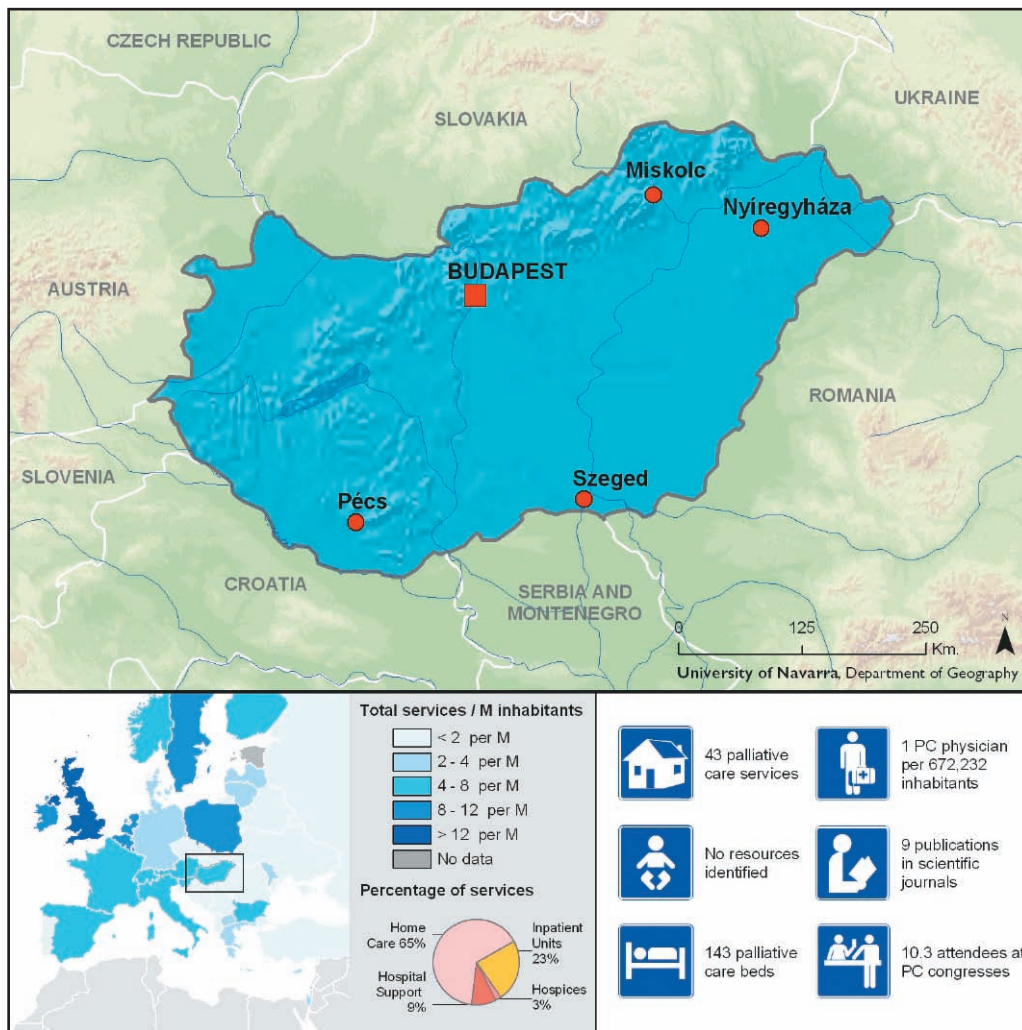 CZECH REPUBLIC
UKRAINE
SLOVAKIA
Miskolc
Nyíregyháza
BUDAPEST
AUSTRIA
ROMANIA
SLOVENIA
Szeged
Pécs
CROATIA
SERBIA AND
MONTENEGRO
N
0 125 250
Km.
University of Navarra, Department of Geography
Total services / M inhabitants
< 2 per M
2 - 4 per M
4 - 8 per M
8 - 12 per M
> 12 per M
No data
Percentage of services
Home
Care 65%
Inpatient
Units
23%
Hospital
Support
9%
Hospices
3%
43 palliative
care services
1 PC physician
per 672,232
inhabitants
No resources
identified
9 publications
in scientific
journals
143 palliative
care beds
10.3 attendees at
PC congresses